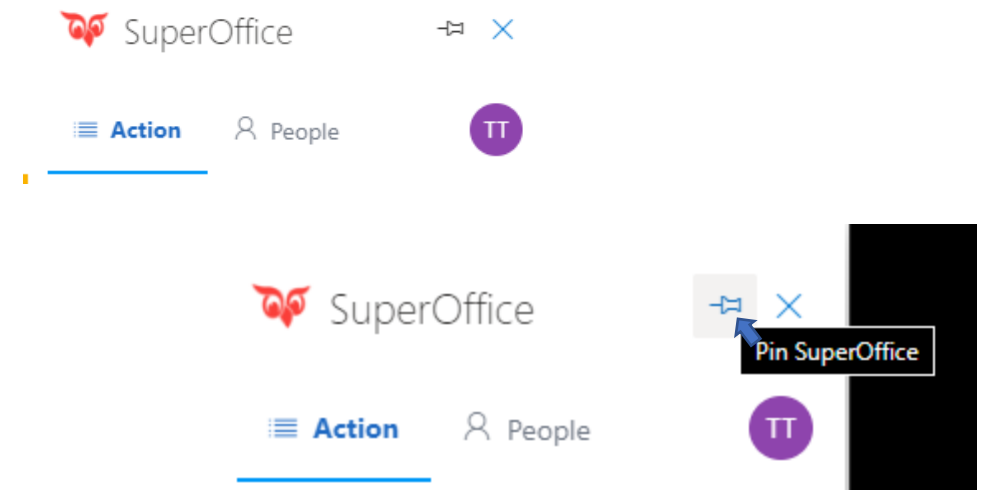 SuperOffice
Action People TT
SuperOffice
Pin SuperOffice
Action People TT